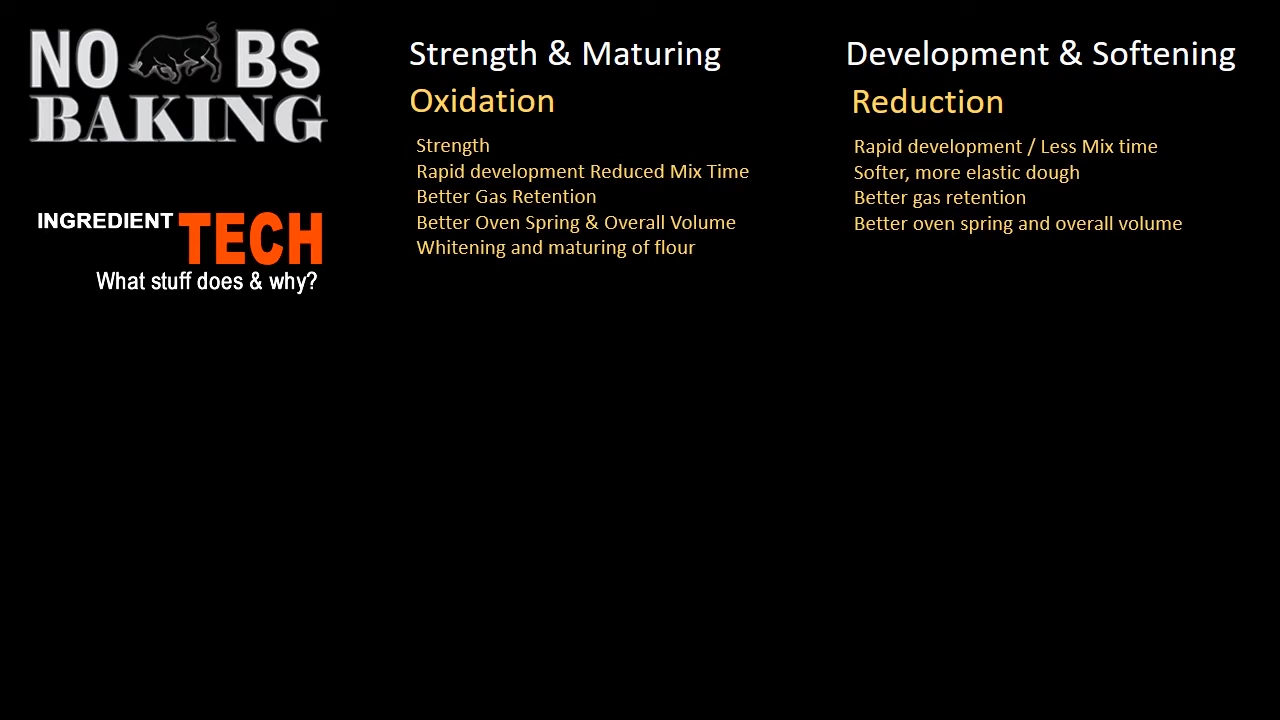 NO BS
BAKING
INGREDIENT TECH
What stuff does & why?
Strength & Maturing
Oxidation
Strength
Rapid development Reduced Mix Time
Better Gas Retention
Better Oven Spring & Overall Volume
Whitening and maturing of flour
Development & Softening
Reduction
Rapid development / Less Mix time
Softer, more elastic dough
Better gas retention
Better oven spring and overall volume